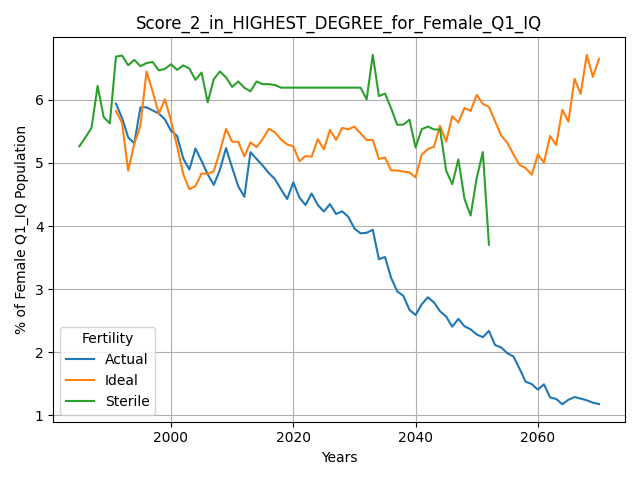 Score_2_in_HIGHEST_DEGREE_for_Female_Q1_IQ
% of Female Q1_IQ Population
6
5
4
3
2
1
Fertility
Actual
Ideal
Sterile
2000 2020 2040 2060
Years